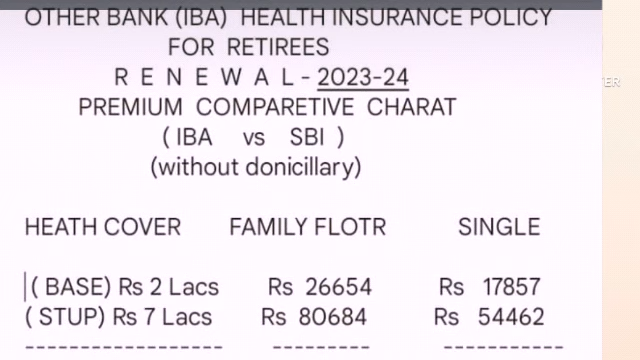 OTHER BANK (IBA) HEALTH INSURANCE POLICY
FOR RETIREES
R E N E W A L - 2023-24
PREMIUM COMPARETIVE CHARAT
( IBA vs SBI )
(without donicillary)
HEATH COVER FAMILY FLOTR SINGLE
( BASE) Rs 2 Lacs Rs 26654 Rs 17857
( STUP) Rs 7 Lacs Rs 80684 Rs 54462
------------------ --------- -----------